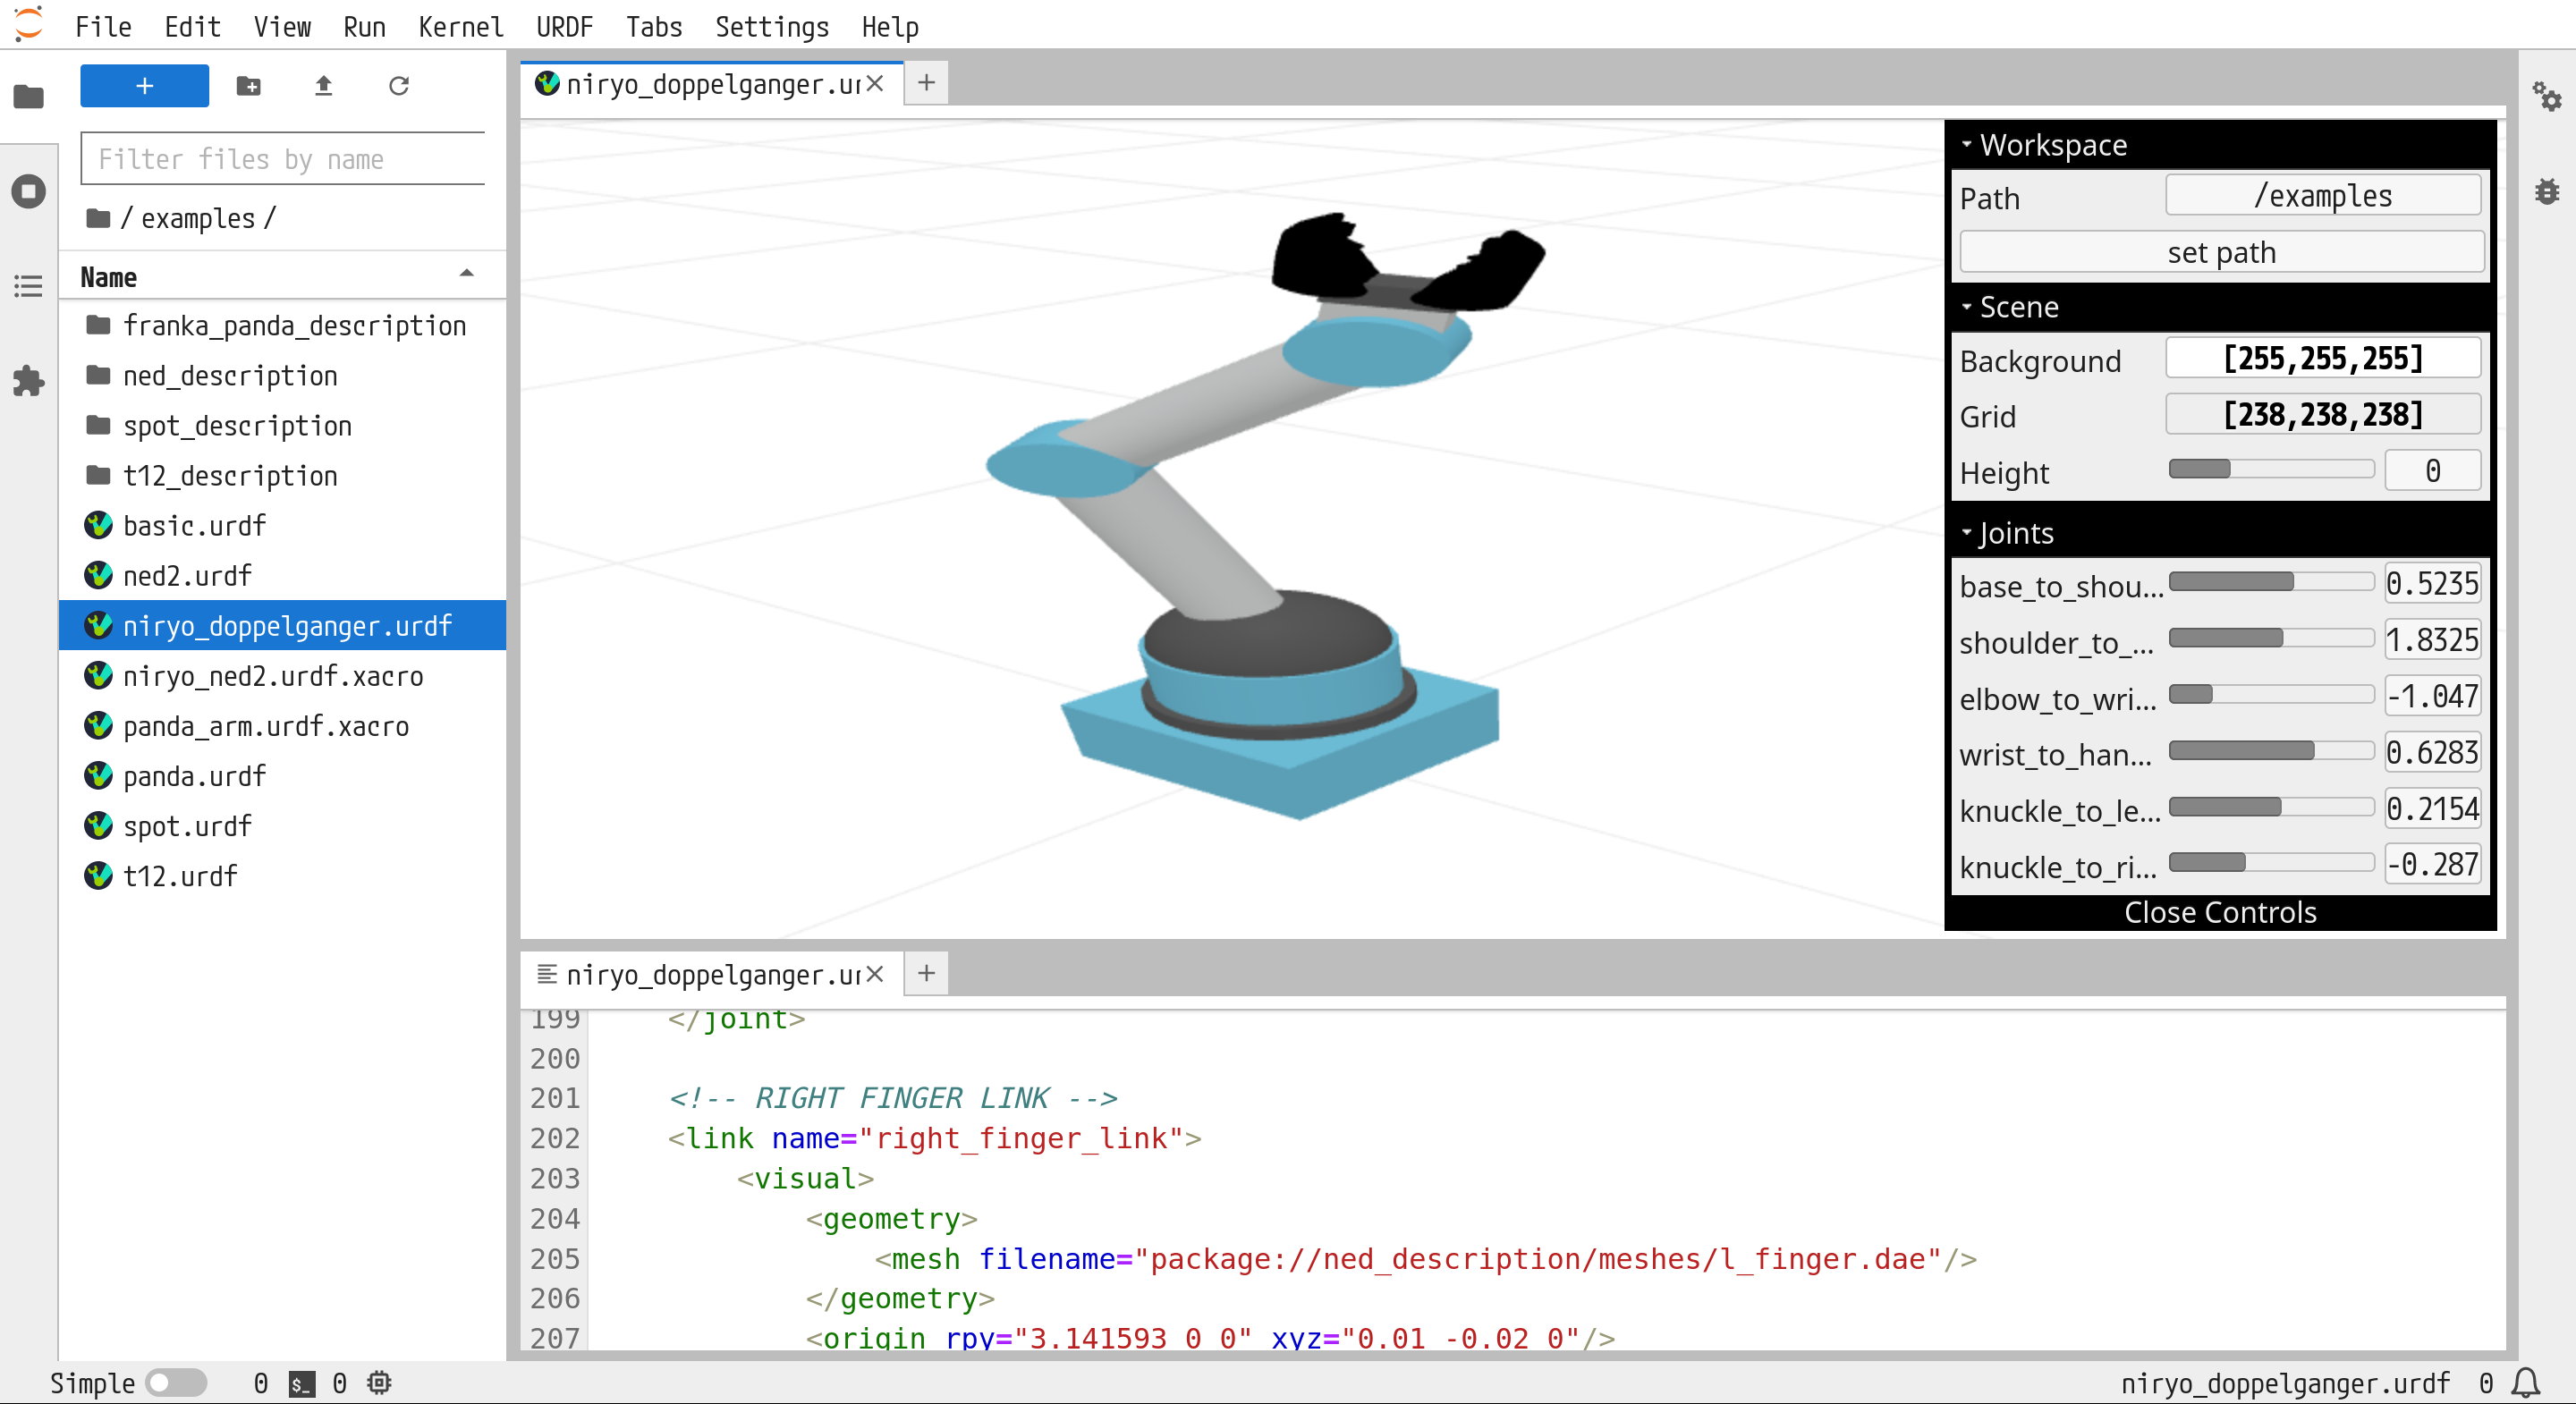 File Edit View Run Kernel URDF Tabs Settings Help
+
Filter files by name
/ examples /
Name
franka_panda_description
ned_description
spot_description
t12_description
basic.urdf
ned2.urdf
niryo_doppelganger.urdf
niryo_ned2.urdf.xacro
panda_arm.urdf.xacro
panda.urdf
spot.urdf
t12.urdf
niryo_doppelganger.ur
Workspace
Path /examples
set path
Scene
Background [255,255,255]
Grid [238,238,238]
Height 0
Joints
base_to_shou... 0.5235
shoulder_to_... 1.8325
elbow_to_wri... -1.047
wrist_to_han... 0.6283
knuckle_to_le... 0.2154
knuckle_to_ri... -0.287
Close Controls
niryo_doppelganger.ur
199 </joint>
200
201 <!-- RIGHT FINGER LINK -->
202 <link name="right_finger_link">
203 <visual>
204 <geometry>
205 <mesh filename="package://ned_description/meshes/l_finger.dae"/>
206 </geometry>
207 <origin rpy="3.141593 0 0" xyz="0.01 -0.02 0"/>
Simple 0 $_ 0 niryo_doppelganger.urdf 0